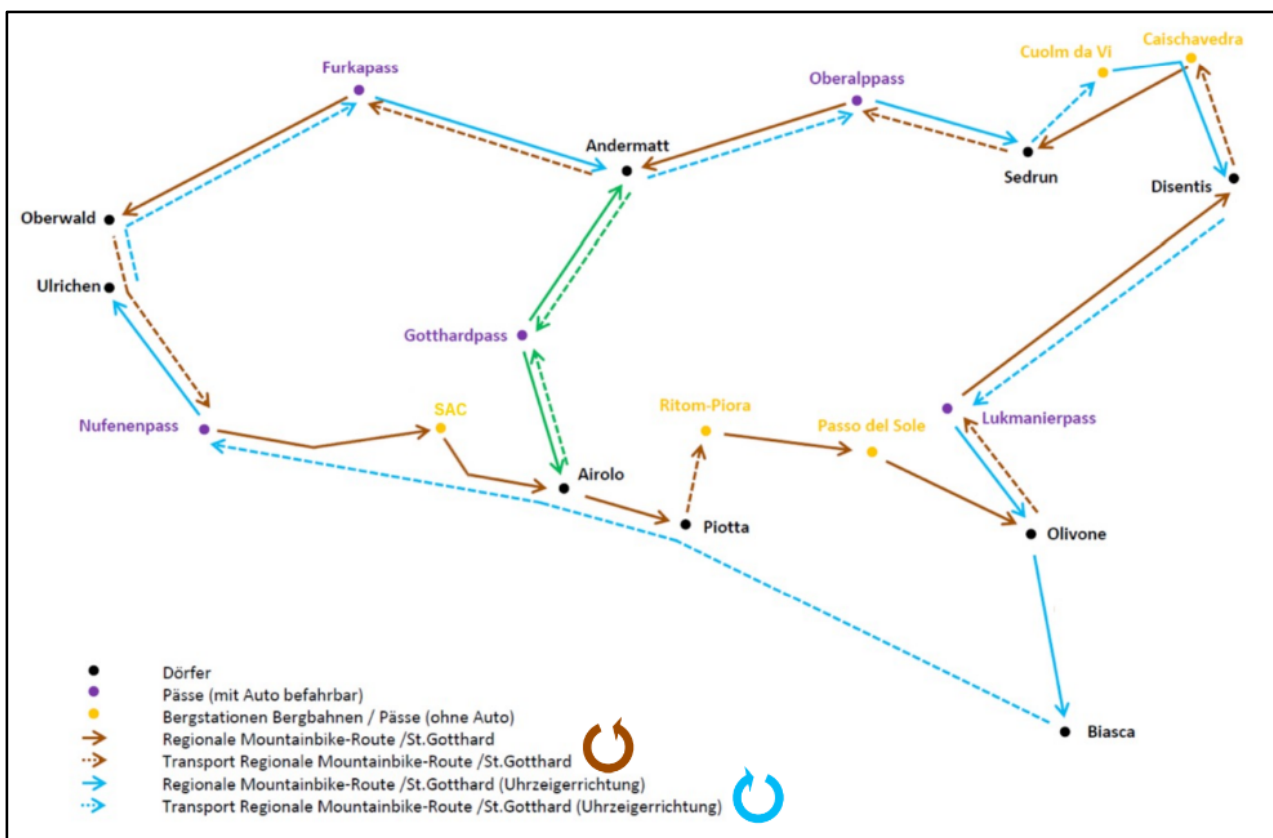 Cuolm da Vi
Caischavedra
Furkapass
Oberalppass
Andermatt
Sedrun
Disentis
Oberwald
Ulrichen
Gotthardpass
Nufenenpass
SAC
Ritom-Piora
Passo del Sole
Lukmanierpass
Airolo
Piotta
Olivone
Biasca
Dörfer
Pässe (mit Auto befahrbar)
Bergstationen Bergbahnen / Pässe (ohne Auto)
Regionale Mountainbike-Route /St.Gotthard
Transport Regionale Mountainbike-Route /St.Gotthard
Regionale Mountainbike-Route /St.Gotthard (Uhrzeigerrichtung)
Transport Regionale Mountainbike-Route /St.Gotthard (Uhrzeigerrichtung)